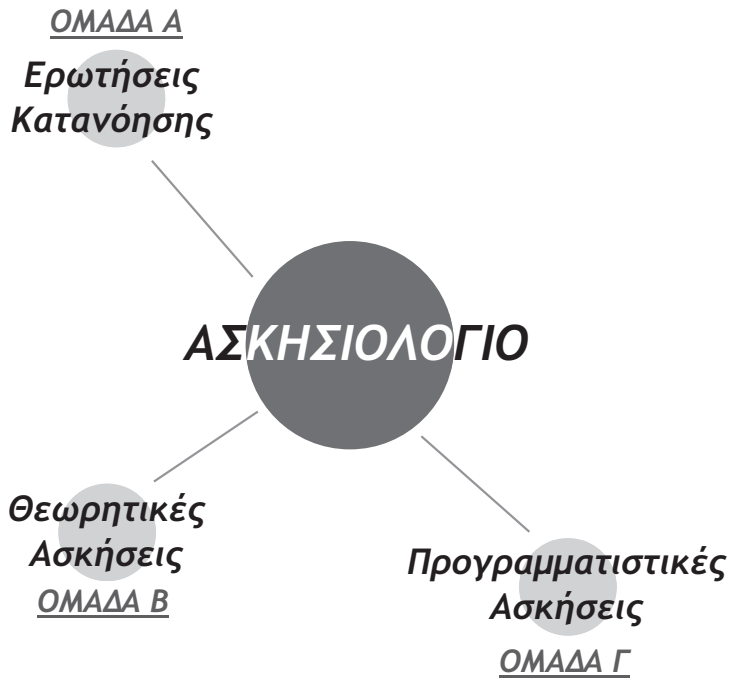 ΟΜΑΔΑ Α
Ερωτήσεις
Κατανόησης
ΑΣΚΗΣΙΟΛΟΓΙΟ
Θεωρητικές
Ασκήσεις
ΟΜΑΔΑ Β
Προγραμματιστικές
Ασκήσεις
ΟΜΑΔΑ Γ